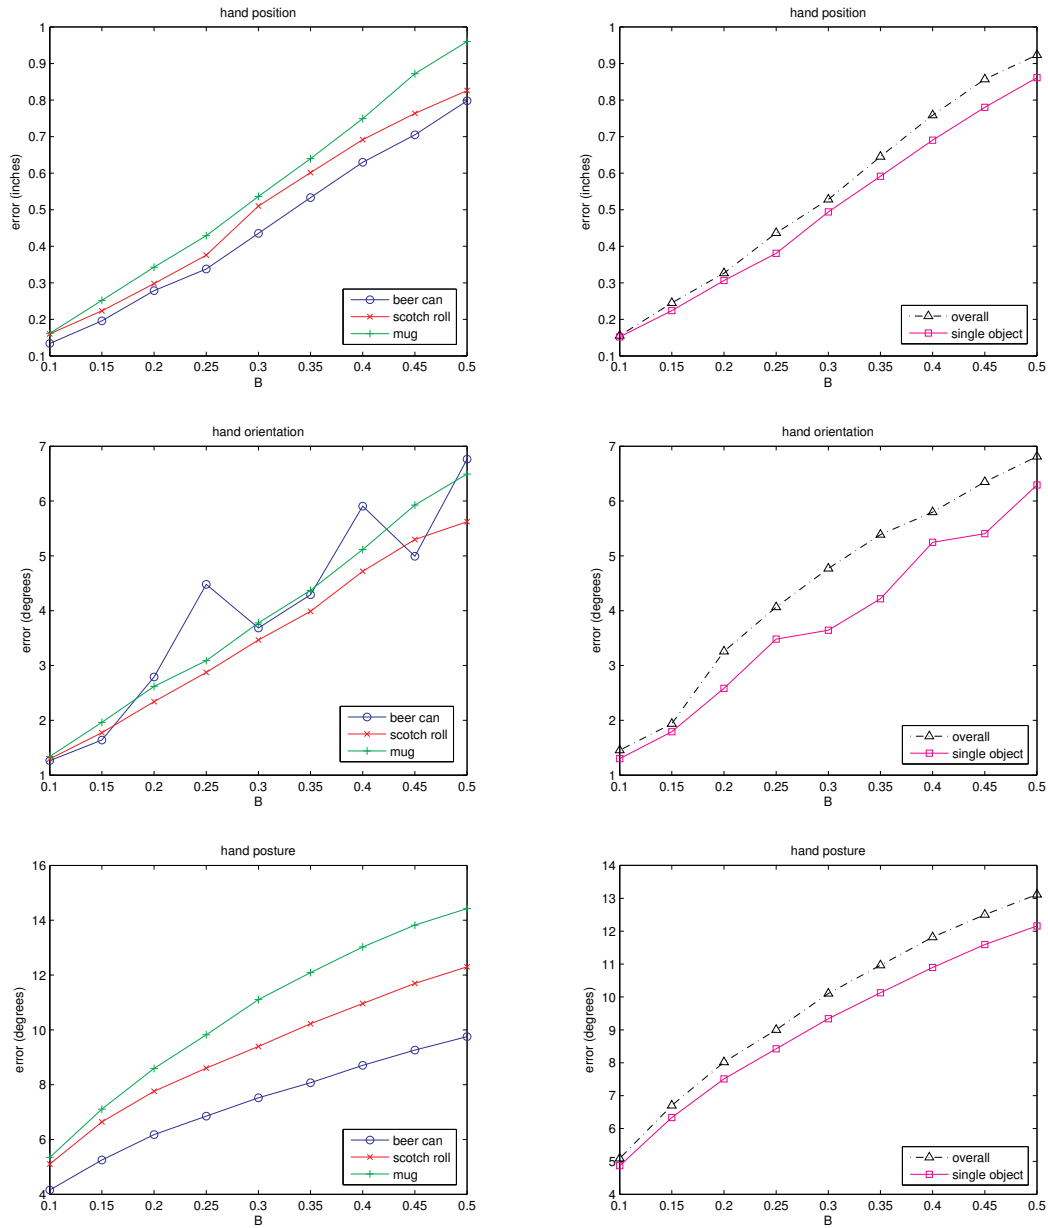 hand position
1
0.9
0.8
0.7
0.6
0.5
0.4
0.3
0.2
0.1
error (inches)
0.1 0.15 0.2 0.25 0.3 0.35 0.4 0.45 0.5
B
beer can
scotch roll
mug
hand position
1
0.9
0.8
0.7
0.6
0.5
0.4
0.3
0.2
0.1
error (inches)
0.1 0.15 0.2 0.25 0.3 0.35 0.4 0.45 0.5
B
overall
single object
hand orientation
7
6
5
4
3
2
1
error (degrees)
0.1 0.15 0.2 0.25 0.3 0.35 0.4 0.45 0.5
B
beer can
scotch roll
mug
hand orientation
7
6
5
4
3
2
1
error (degrees)
0.1 0.15 0.2 0.25 0.3 0.35 0.4 0.45 0.5
B
overall
single object
hand posture
16
14
12
10
8
6
4
error (degrees)
0.1 0.15 0.2 0.25 0.3 0.35 0.4 0.45 0.5
B
beer can
scotch roll
mug
hand posture
14
13
12
11
10
9
8
7
6
5
4
error (degrees)
0.1 0.15 0.2 0.25 0.3 0.35 0.4 0.45 0.5
B
overall
single object